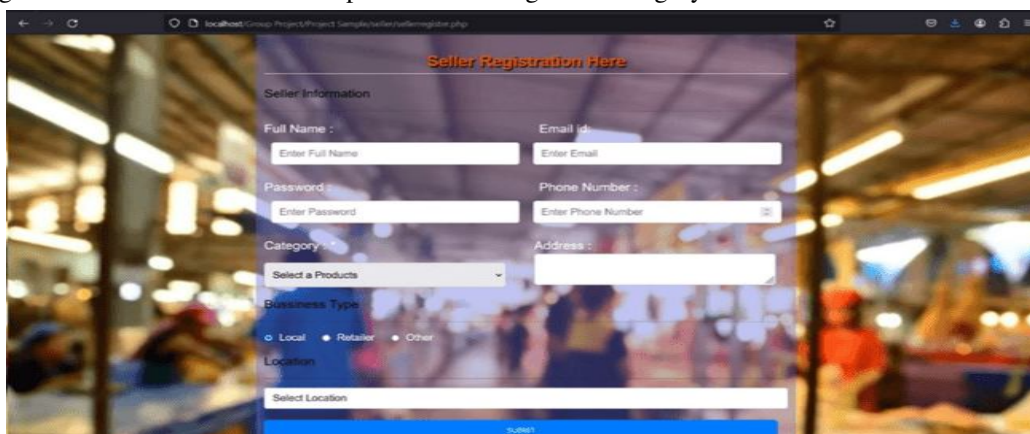 localhost/Group Project/Project Sample/seller/sellerregister.php
Seller Registration Here
Seller Information
Full Name :
Email id:
Enter Full Name
Enter Email
Password :
Phone Number :
Enter Password
Enter Phone Number
Category : *
Address :
Select a Products
Bussiness Type
Local Retailer Other
Location
Select Location
SUBMIT